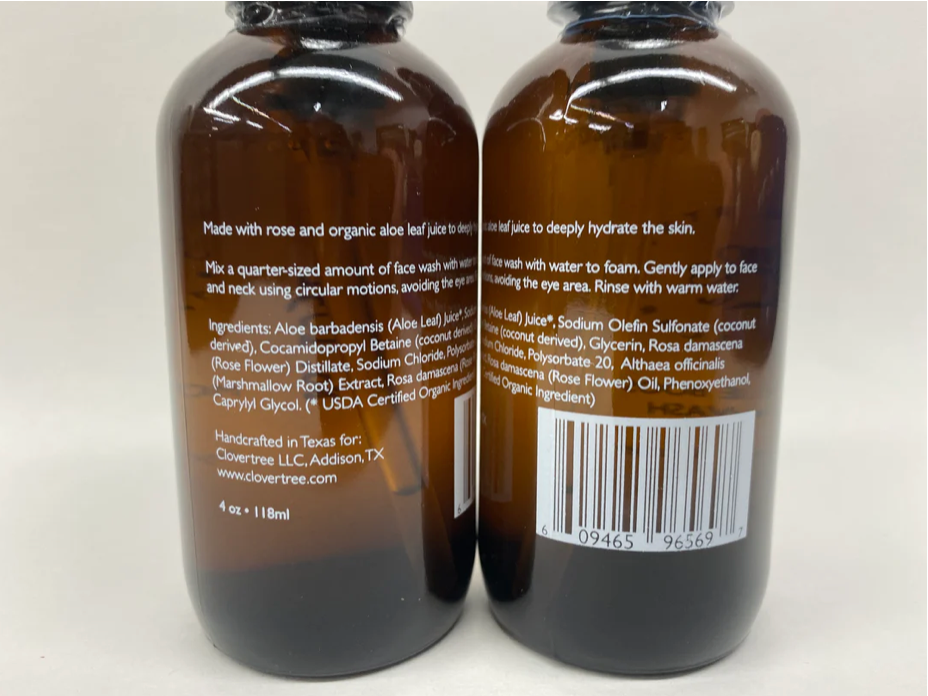 Made with rose and organic aloe leaf juice to deeply
Mix a quarter-sized amount of face wash with water
and neck using circular motions, avoiding the eye area.
Ingredients: Aloe barbadensis (Aloe Leaf) Juice*, Sod
derived), Cocamidopropyl Betaine (coconut derived)
(Rose Flower) Distillate, Sodium Chloride, Polysorbate
(Marshmallow Root) Extract, Rosa damascena (Rose
Caprylyl Glycol. (* USDA Certified Organic Ingredient
Handcrafted in Texas for:
Clovertree LLC, Addison, TX
www.clovertree.com
4 oz • 118ml
6
aloe leaf juice to deeply hydrate the skin.
of face wash with water to foam. Gently apply to face
avoiding the eye area. Rinse with warm water.
(Aloe Leaf) Juice*, Sodium Olefin Sulfonate (coconut
(coconut derived), Glycerin, Rosa damascena
Chloride, Polysorbate 20, Althaea officinalis
Rosa damascena (Rose Flower) Oil, Phenoxyethanol,
Certified Organic Ingredient)
6 09465 96569 7